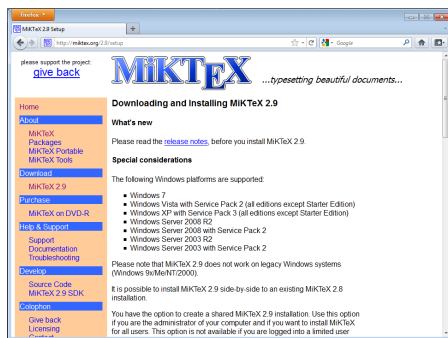 Firefox
MiKTeX 2.9 Setup
http://miktex.org/2.9/setup
Google
please support the project:
give back
MiKTeX
...typesetting beautiful documents...
Home
About
MiKTeX
Packages
MiKTeX Portable
MiKTeX Tools
Download
MiKTeX 2.9
Purchase
MiKTeX on DVD-R
Help & Support
Support
Documentation
Troubleshooting
Develop
Source Code
MiKTeX 2.9 SDK
Colophon
Give back
Licensing
Contact
Downloading and Installing MiKTeX 2.9
What's new
Please read the release notes, before you install MiKTeX 2.9.
Special considerations
The following Windows platforms are supported:
Windows 7
Windows Vista with Service Pack 2 (all editions except Starter Edition)
Windows XP with Service Pack 3 (all editions except Starter Edition)
Windows Server 2008 R2
Windows Server 2008 with Service Pack 2
Windows Server 2003 R2
Windows Server 2003 with Service Pack 2
Please note that MiKTeX 2.9 does not work on legacy Windows systems
(Windows 9x/Me/NT/2000).
It is possible to install MiKTeX 2.9 side-by-side to an existing MiKTeX 2.8
installation.
You have the option to create a shared MiKTeX 2.9 installation. Use this option
if you are the administrator of your computer and if you want to install MiKTeX
for all users. This option is not available if you are logged into a limited user